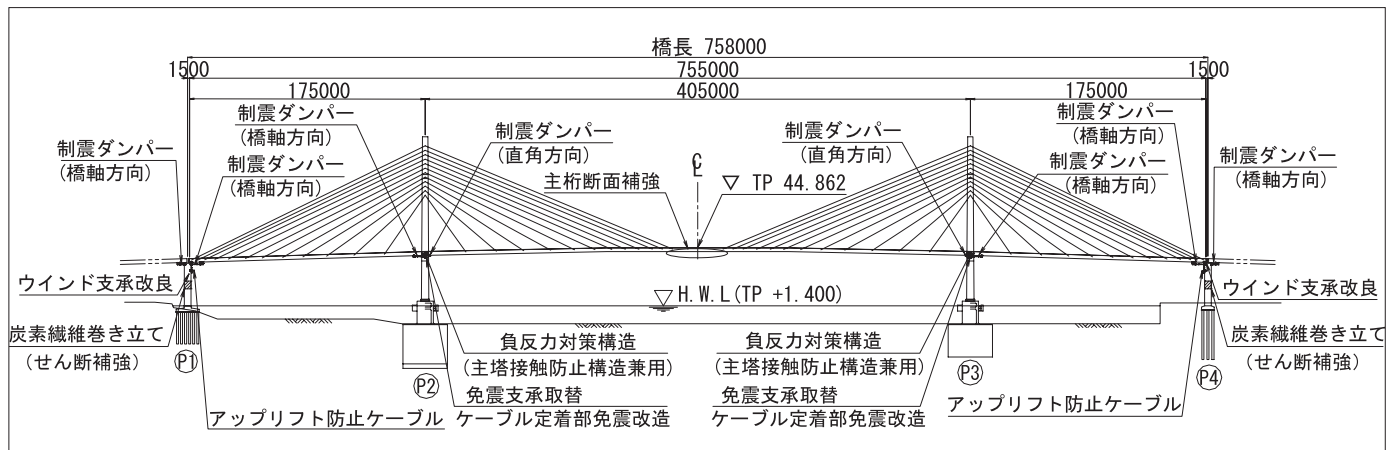 橋長 758000
1500
755000
1500
175000
405000
175000
制震ダンパー
(橋軸方向)
制震ダンパー
(橋軸方向)
制震ダンパー
(橋軸方向)
制震ダンパー
(直角方向)
主桁断面補強
℄
▽ TP 44.862
制震ダンパー
(直角方向)
制震ダンパー
(橋軸方向)
制震ダンパー
(橋軸方向)
制震ダンパー
(橋軸方向)
ウインド支承改良
H.W.L(TP +1.400)
ウインド支承改良
炭素繊維巻き立て
(せん断補強)
P1
P2
負反力対策構造
(主塔接触防止構造兼用)
免震支承取替
ケーブル定着部免震改造
負反力対策構造
(主塔接触防止構造兼用)
免震支承取替
ケーブル定着部免震改造
P3
P4
炭素繊維巻き立て
(せん断補強)
アップリフト防止ケーブル
アップリフト防止ケーブル